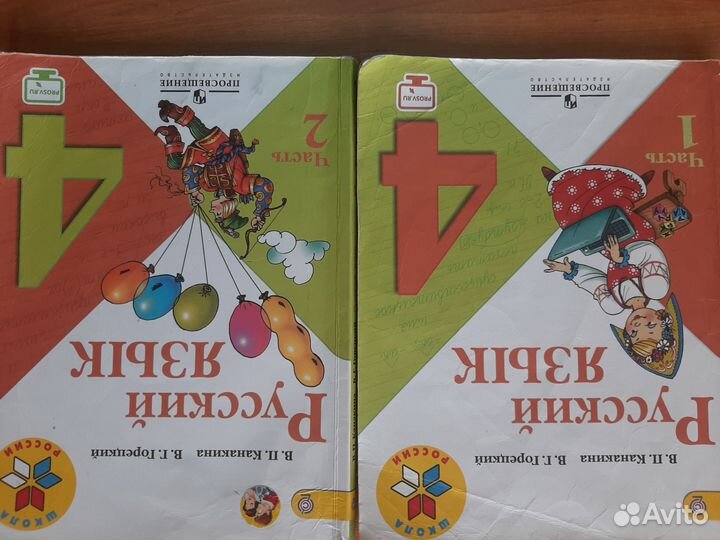 В. П. Канакина В. Г. Горецкий
ШКОЛА
РОССИИ
Русский
язык
4
Часть
1
PROSV.RU
ПРОСВЕЩЕНИЕ
ИЗДАТЕЛЬСТВО
В. П. Канакина В. Г. Горецкий
ШКОЛА
РОССИИ
Русский
язык
4
Часть
2
PROSV.RU
ПРОСВЕЩЕНИЕ
ИЗДАТЕЛЬСТВО
Avito